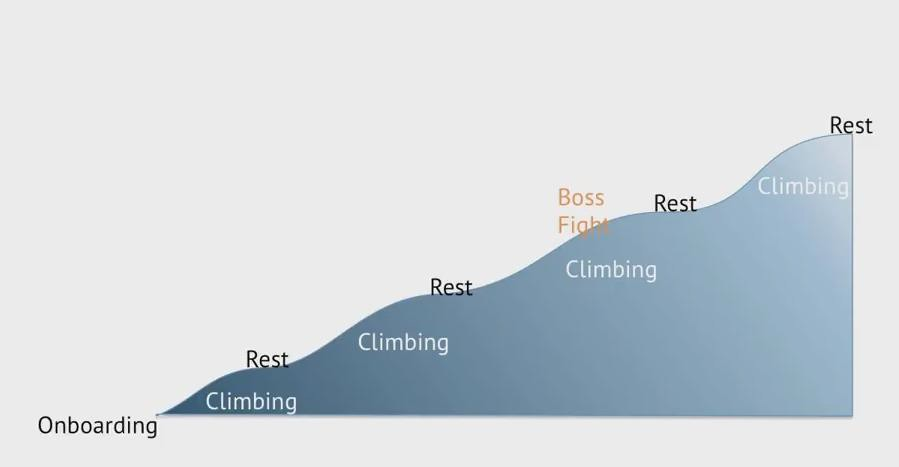 Rest
Climbing
Boss
Fight
Rest
Climbing
Rest
Climbing
Rest
Climbing
Onboarding